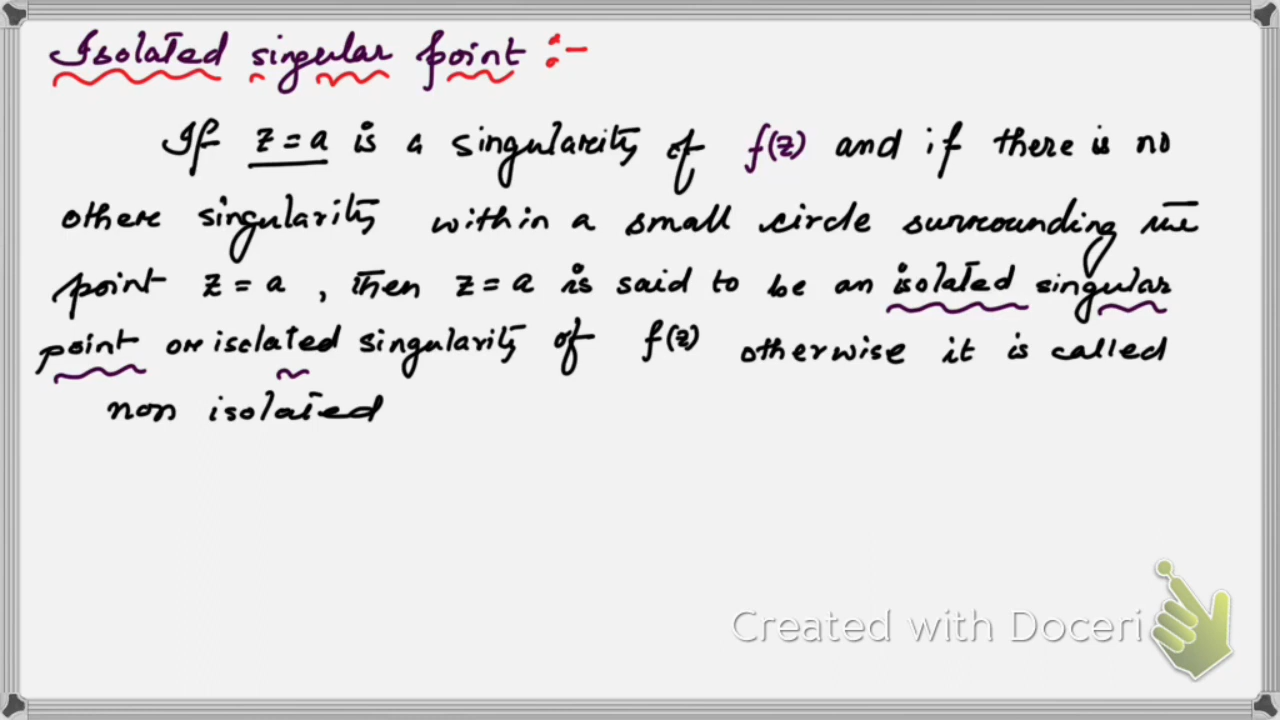 Isolated singular point :-
If z = a is a singularity of f(z) and if there is no
other singularity within a small circle surrounding the
point z = a , then z = a is said to be an isolated singular
point or isolated singularity of f(z) otherwise it is called
non isolated
Created with Doceri